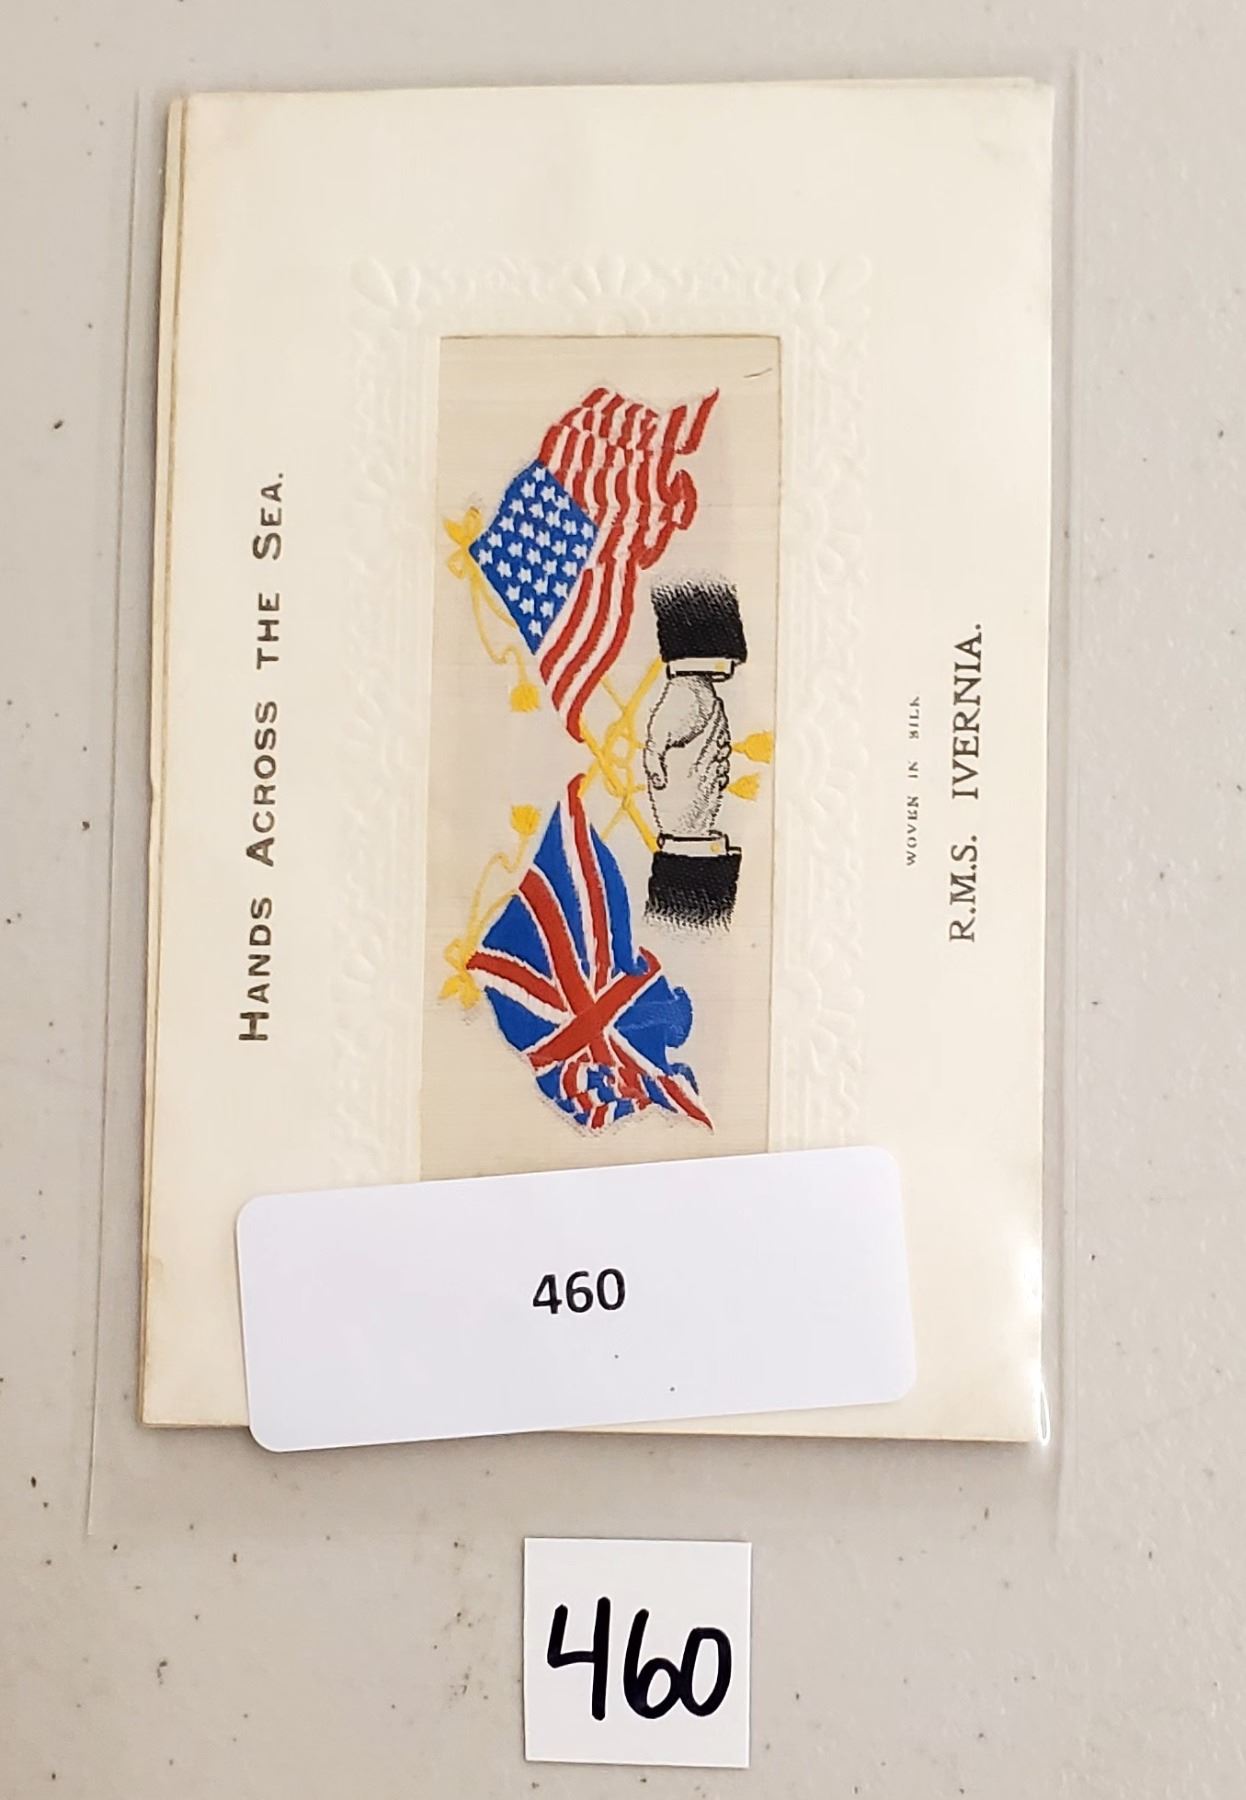 HANDS ACROSS THE SEA.
WOVEN IN SILK
R.M.S. IVERNIA.
460
460